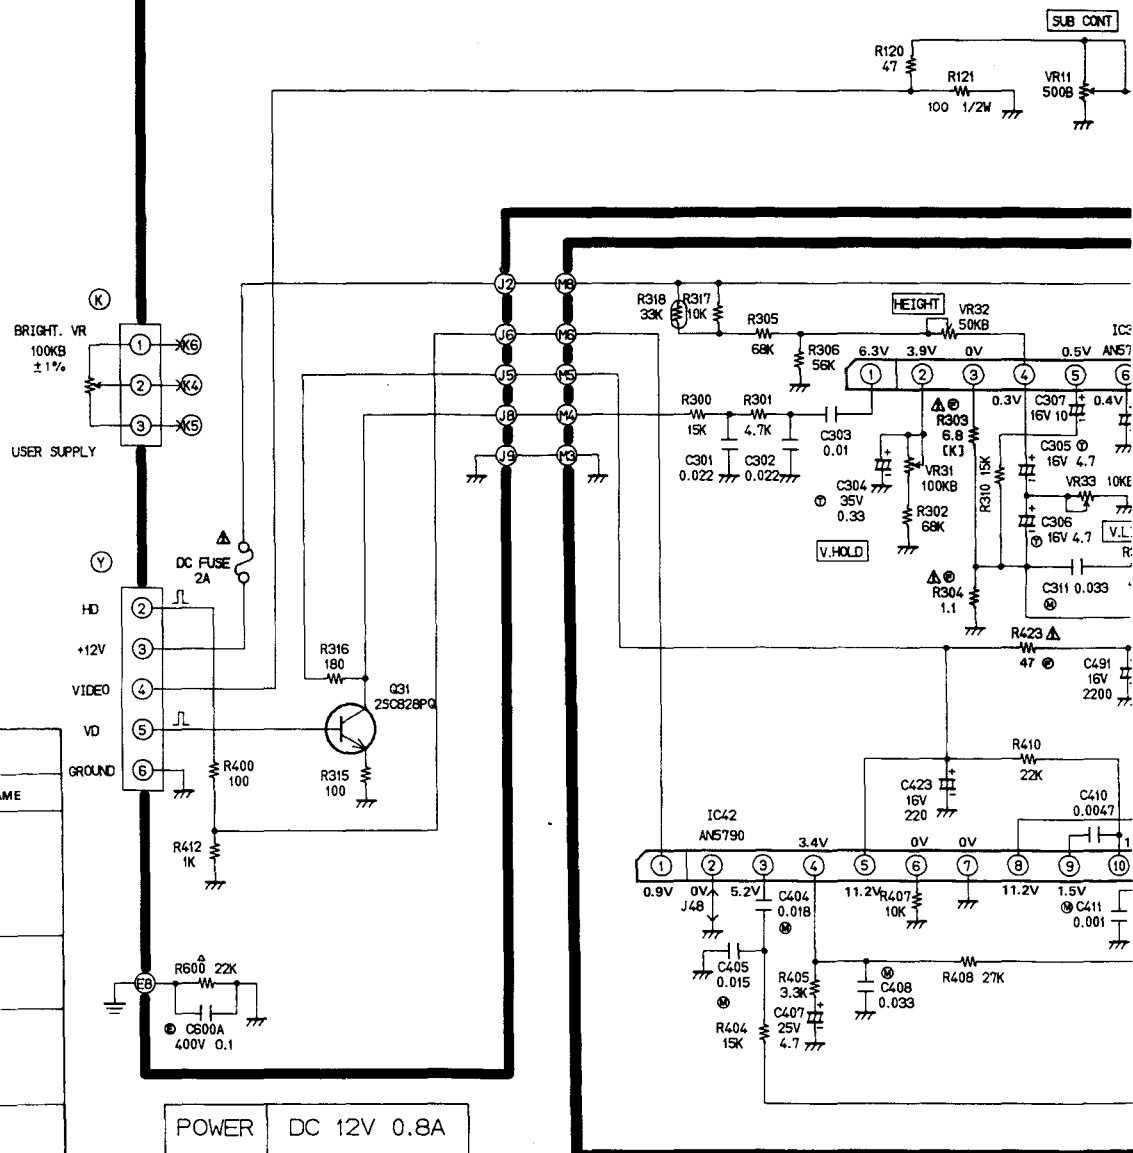 SUB CONT
R120
47
R121
100 1/2W
VR11
500B
K
BRIGHT. VR
100KB
±1%
1
K6
2
K4
3
K5
USER SUPPLY
J2
M8
J6
M6
J5
M5
J8
M4
J9
M3
R318
33K
R317
10K
R305
68K
R306
56K
HEIGHT
VR32
50KB
6.3V
3.9V
0V
0.5V
1
2
3
4
5
6
0.3V
0.4V
R300
15K
R301
4.7K
C301
0.022
C302
0.022
C303
0.01
C304
35V
0.33
T
VR31
100KB
R302
68K
R303
6.8
[K]
R310 15K
C307
16V 10
C305 T
16V 4.7
VR33
C306
T 16V 4.7
V.HOLD
R304
1.1
C311 0.033
M
R423
47
C491
16V
2200
Y
DC FUSE
2A
HD
2
+12V
3
VIDEO
4
VD
5
GROUND
6
R316
180
Q31
2SC828PQ
R315
100
R400
100
R412
1K
R410
22K
C423
16V
220
C410
0.0047
IC42
AN5790
3.4V
0V
0V
1
2
3
4
5
6
7
8
9
10
0.9V
0V
5.2V
11.2V
11.2V
1.5V
J48
C404
0.018
M
R407
10K
M C411
0.001
C405
0.015
M
R405
3.3K
M
C408
0.033
R408 27K
R404
15K
C407
25V
4.7
E8
R600 22K
E C600A
400V 0.1
POWER
DC 12V 0.8A